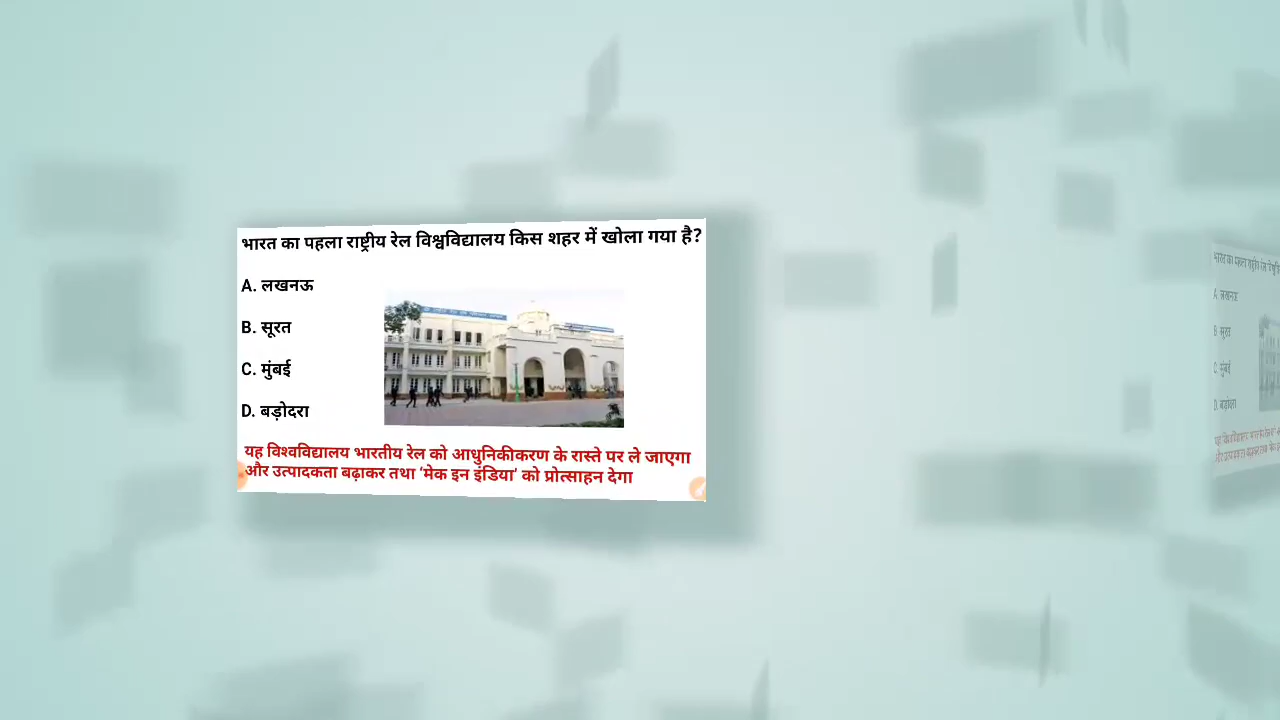 भारत का पहला राष्ट्रीय रेल विश्वविद्यालय किस शहर में खोला गया है?
A. लखनऊ
B. सूरत
C. मुंबई
D. बड़ोदरा
यह विश्वविद्यालय भारतीय रेल को आधुनिकीकरण के रास्ते पर ले जाएगा
और उत्पादकता बढ़ाकर तथा ‘मेक इन इंडिया’ को प्रोत्साहन देगा